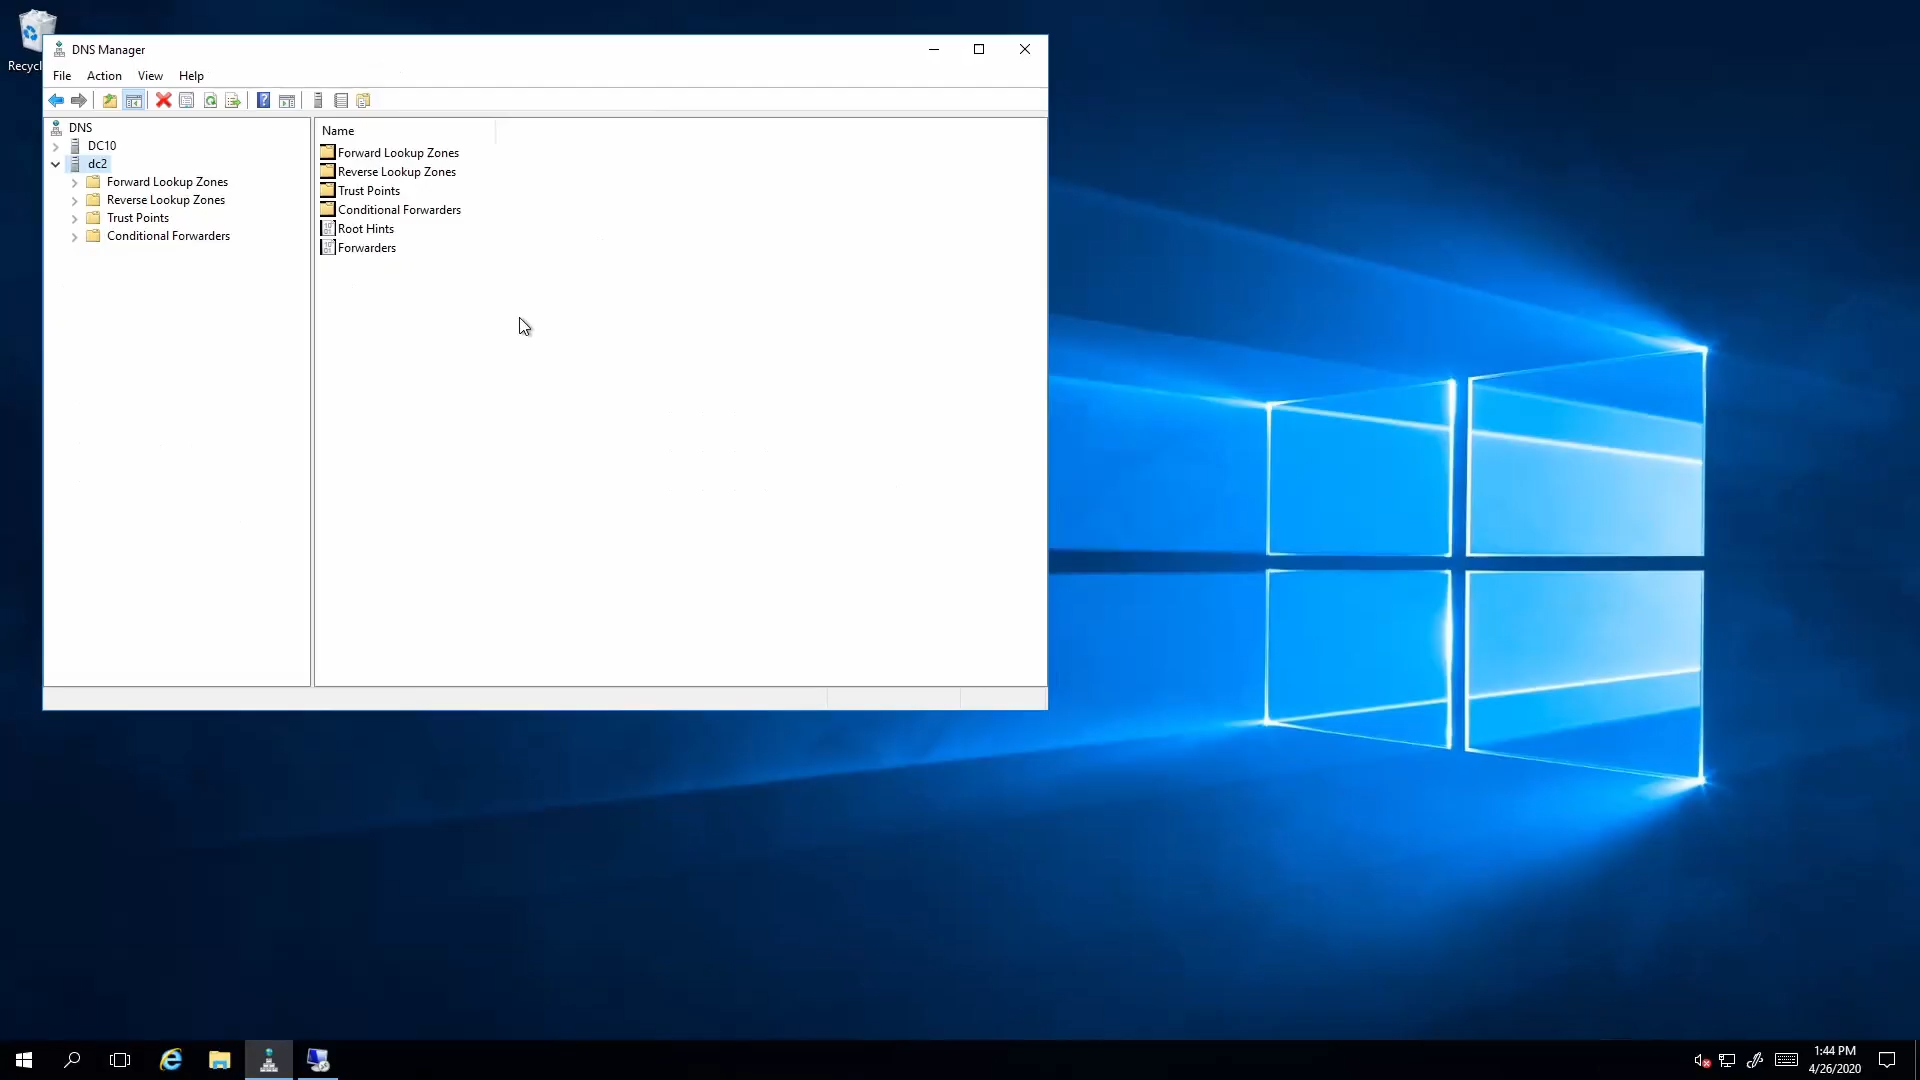 Recycl
DNS Manager
File Action View Help
DNS
DC10
dc2
Forward Lookup Zones
Reverse Lookup Zones
Trust Points
Conditional Forwarders
Name
Forward Lookup Zones
Reverse Lookup Zones
Trust Points
Conditional Forwarders
Root Hints
Forwarders
1:44 PM
4/26/2020